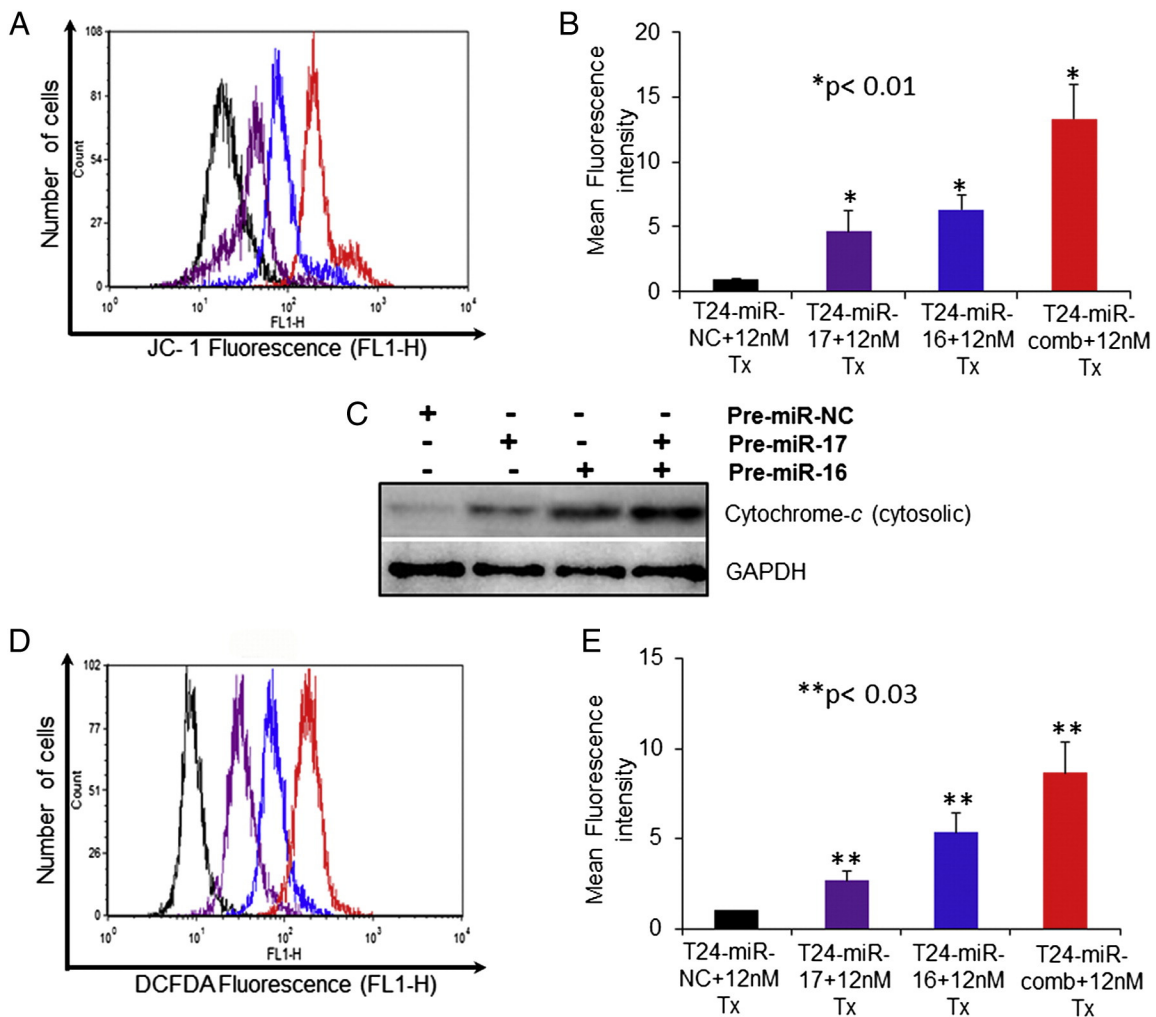 A
Number of cells
Count
108
81
54
27
0
10⁰ 10¹ 10² 10³ 10⁴
FL1-H
JC- 1 Fluorescence (FL1-H)
B
Mean Fluorescence
intensity
20
15
10
5
0
*p< 0.01
*
*
*
T24-miR-
NC+12nM
Tx
T24-miR-
17+12nM
Tx
T24-miR-
16+12nM
Tx
T24-miR-
comb+12nM
Tx
C
+ - - - Pre-miR-NC
- + - + Pre-miR-17
- - + + Pre-miR-16
Cytochrome-c (cytosolic)
GAPDH
D
Number of cells
Count
102
77
51
26
0
10⁰ 10¹ 10² 10³ 10⁴
FL1-H
DCFDA Fluorescence (FL1-H)
E
Mean Fluorescence
intensity
15
10
5
0
**p< 0.03
**
**
**
T24-miR-
NC+12nM
Tx
T24-miR-
17+12nM
Tx
T24-miR-
16+12nM
Tx
T24-miR-
comb+12nM
Tx